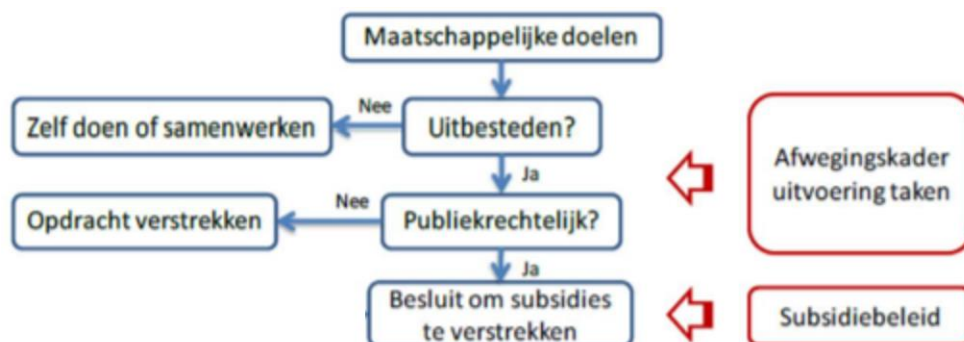 Maatschappelijke doelen
Nee
Zelf doen of samenwerken
Uitbesteden?
Ja
Afwegingskader
uitvoering taken
Nee
Opdracht verstrekken
Publiekrechtelijk?
Ja
Besluit om subsidies
te verstrekken
Subsidiebeleid